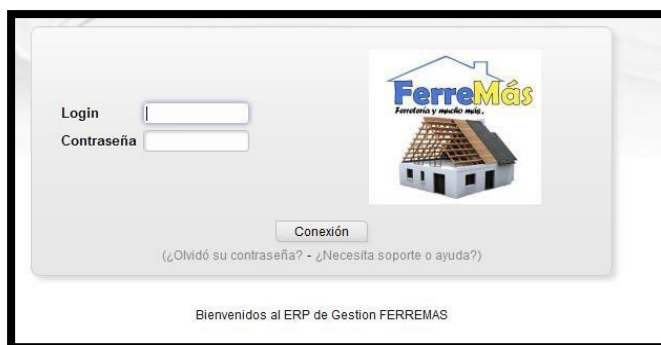 FerreMás
Ferretería y mucho más.
Login
Contraseña
Conexión
(¿Olvidó su contraseña? - ¿Necesita soporte o ayuda?)
Bienvenidos al ERP de Gestion FERREMAS